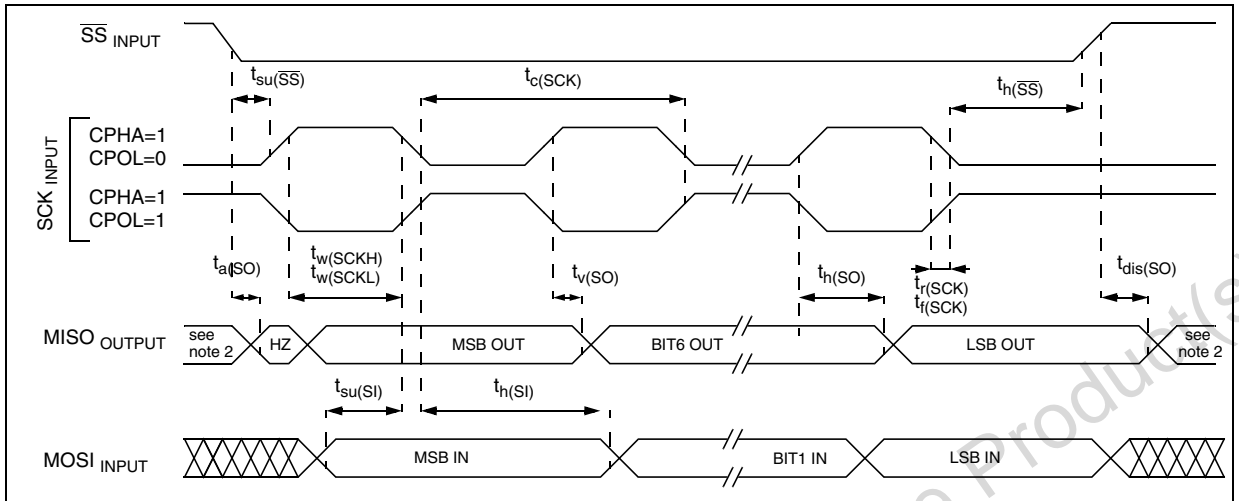 SS INPUT
tsu(SS)
tc(SCK)
th(SS)
SCK INPUT
CPHA=1
CPOL=0
CPHA=1
CPOL=1
ta(SO)
tw(SCKH)
tw(SCKL)
tv(SO)
th(SO)
tr(SCK)
tf(SCK)
tdis(SO)
MISO OUTPUT
see
note 2
HZ
MSB OUT
BIT6 OUT
LSB OUT
see
note 2
tsu(SI)
th(SI)
MOSI INPUT
MSB IN
BIT1 IN
LSB IN
Product(s)